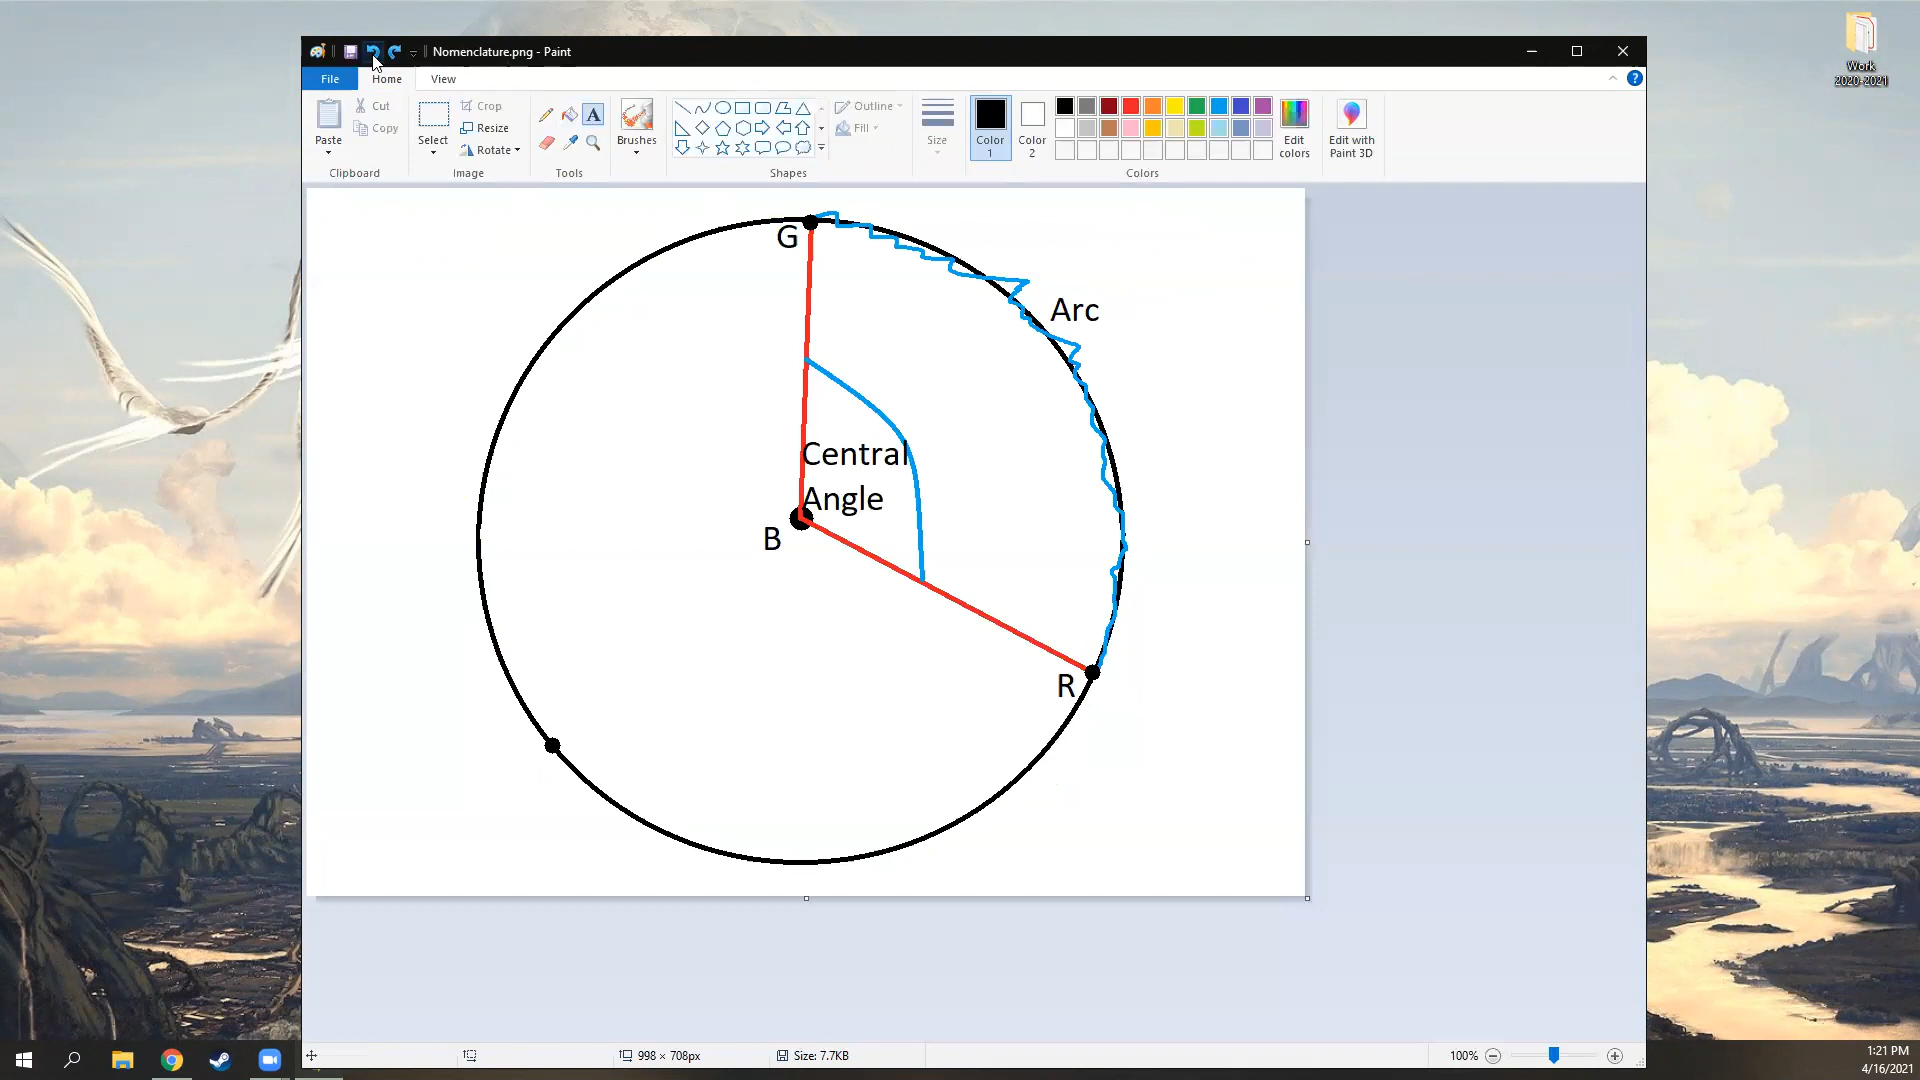 Nomenclature.png - Paint
Work
2020-2021
File
Home
View
Paste
Cut
Copy
Clipboard
Select
Crop
Resize
Rotate
Image
A
Tools
Brushes
Outline
Fill
Shapes
Size
Color
1
Color
2
Edit
colors
Edit with
Paint 3D
Colors
G
Arc
Central
Angle
B
R
998 × 708px
Size: 7.7KB
100%
1:21 PM
4/16/2021